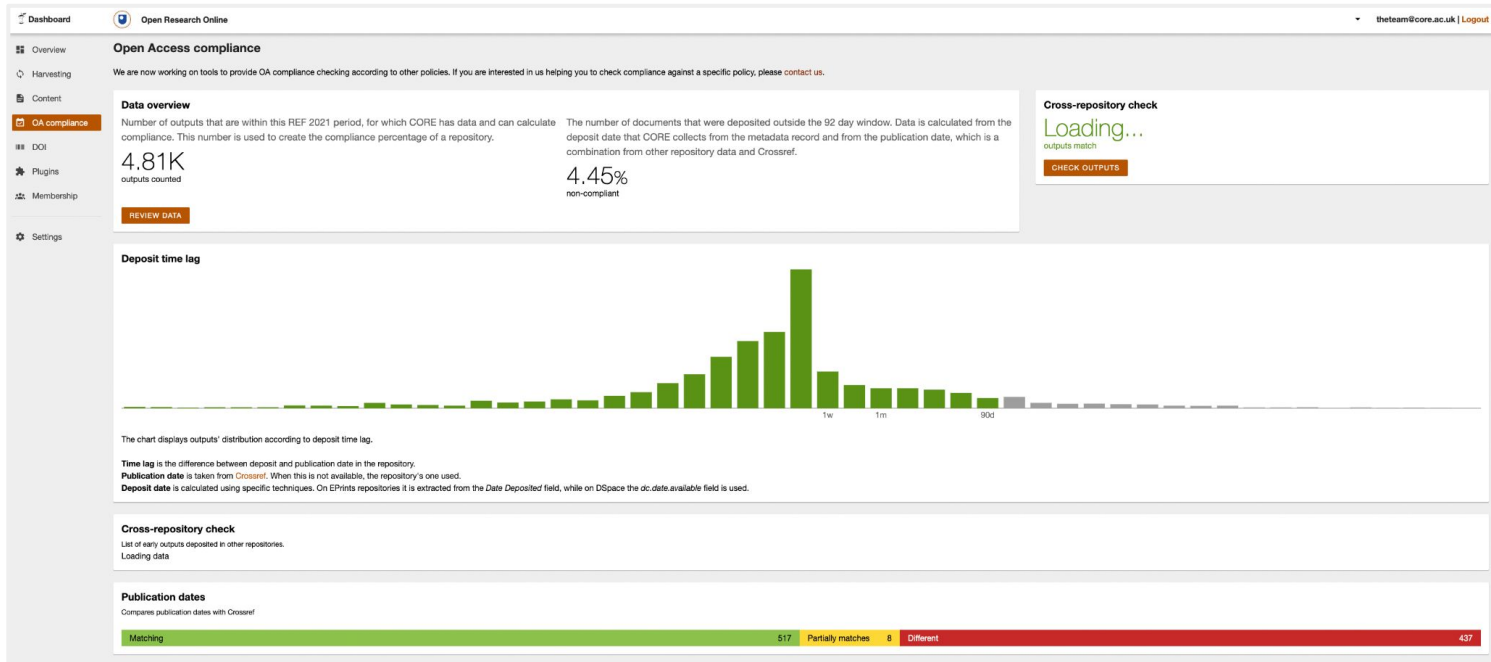 Dashboard
Open Research Online
theteam@core.ac.uk | Logout
Overview
Harvesting
Content
OA compliance
DOI
Plugins
Membership
Settings
Open Access compliance
We are now working on tools to provide OA compliance checking according to other policies. If you are interested in us helping you to check compliance against a specific policy, please contact us.
Data overview
Number of outputs that are within this REF 2021 period, for which CORE has data and can calculate
compliance. This number is used to create the compliance percentage of a repository.
4.81K
outputs counted
REVIEW DATA
The number of documents that were deposited outside the 92 day window. Data is calculated from the
deposit date that CORE collects from the metadata record and from the publication date, which is a
combination from other repository data and Crossref.
4.45%
non-compliant
Cross-repository check
Loading...
outputs match
CHECK OUTPUTS
Deposit time lag
1w 1m 90d
The chart displays outputs' distribution according to deposit time lag.
Time lag is the difference between deposit and publication date in the repository.
Publication date is taken from Crossref. When this is not available, the repository's one used.
Deposit date is calculated using specific techniques. On EPrints repositories it is extracted from the Date Deposited field, while on DSpace the dc.date.available field is used.
Cross-repository check
List of early outputs deposited in other repositories.
Loading data
Publication dates
Compares publication dates with Crossref
Matching 517 Partially matches 8 Different 437